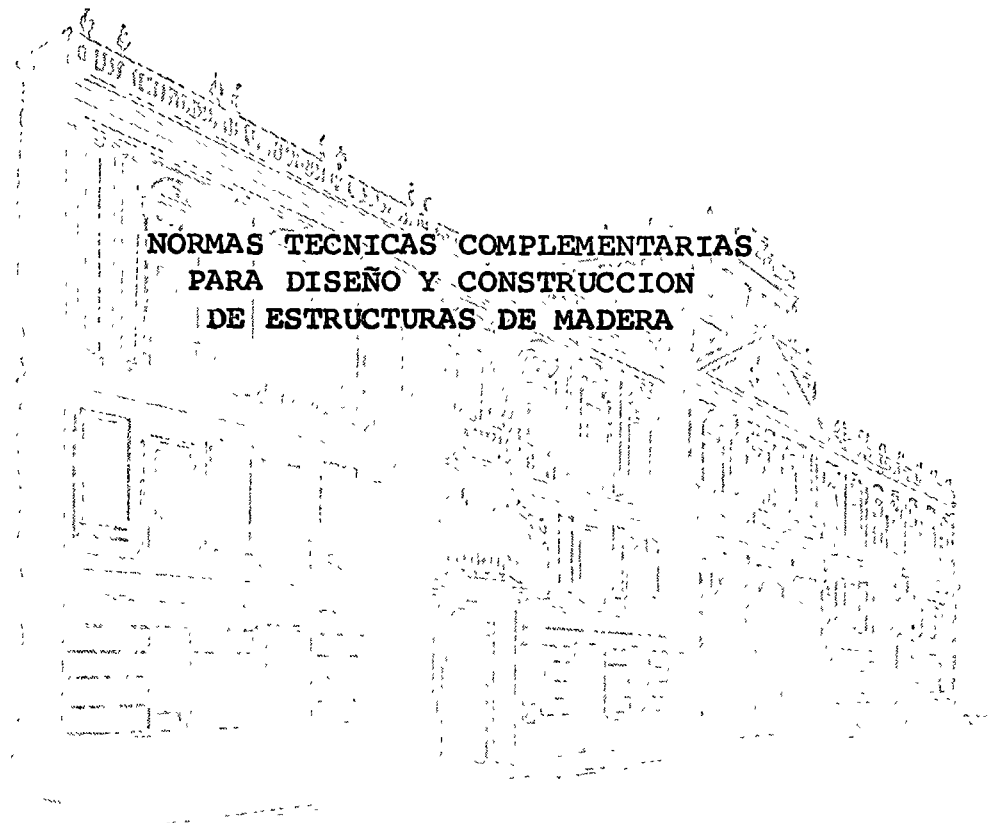 NORMAS TECNICAS COMPLEMENTARIAS
PARA DISEÑO Y CONSTRUCCION
DE ESTRUCTURAS DE MADERA